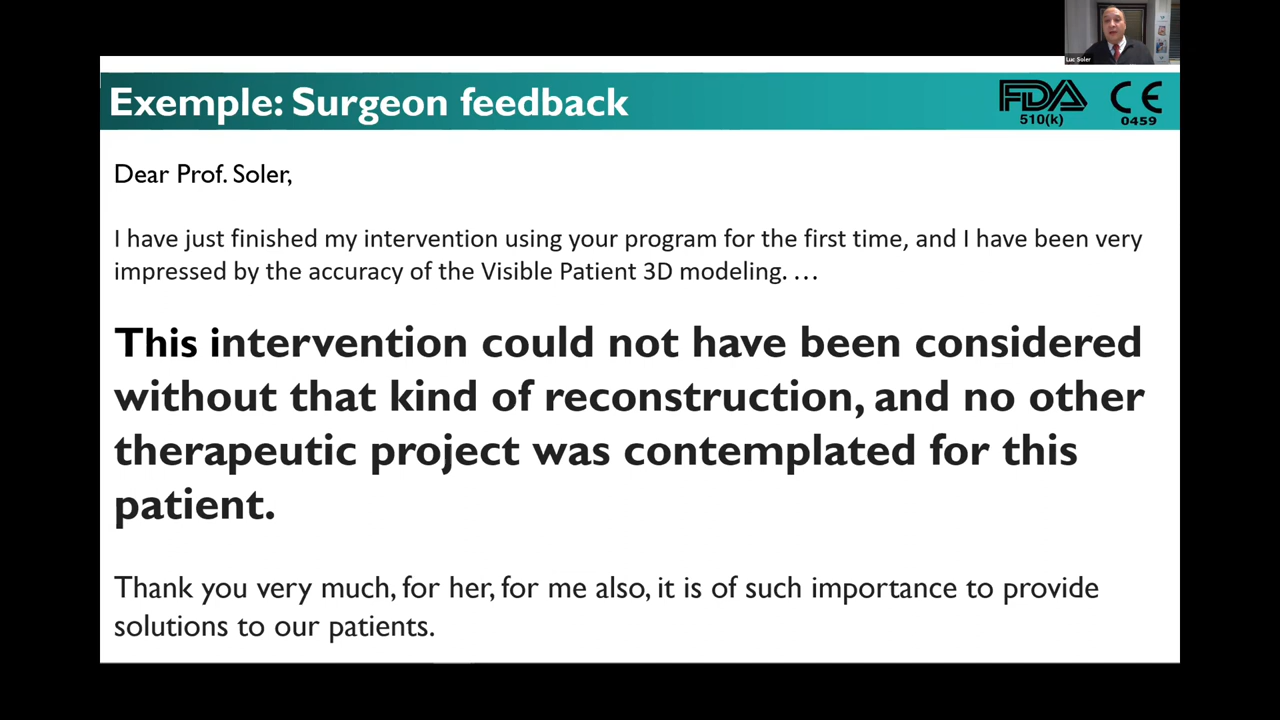 Luc Soler
Exemple: Surgeon feedback
FDA
510(k)
CE
0459
Dear Prof. Soler,
I have just finished my intervention using your program for the first time, and I have been very
impressed by the accuracy of the Visible Patient 3D modeling. …
This intervention could not have been considered
without that kind of reconstruction, and no other
therapeutic project was contemplated for this
patient.
Thank you very much, for her, for me also, it is of such importance to provide
solutions to our patients.